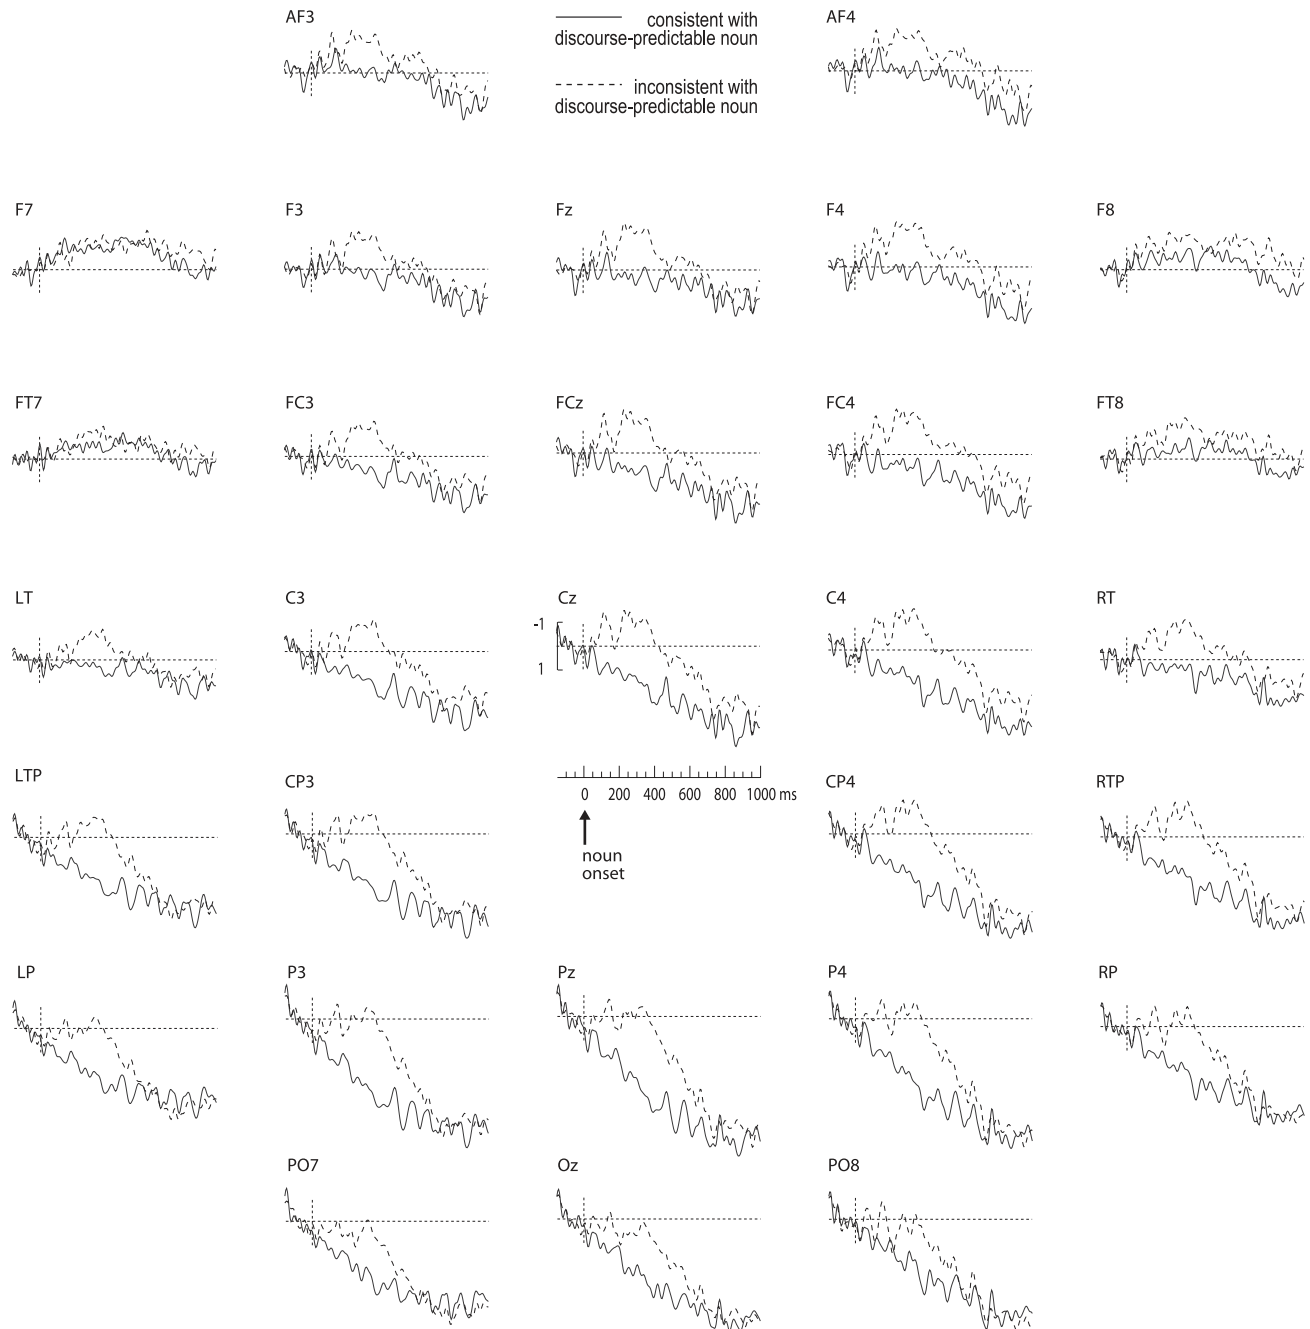 AF3
consistent with
discourse-predictable noun
AF4
inconsistent with
discourse-predictable noun
F7
F3
Fz
F4
F8
FT7
FC3
FCz
FC4
FT8
LT
C3
Cz
C4
RT
-1
1
LTP
CP3
0 200 400 600 800 1000 ms
CP4
RTP
noun
onset
LP
P3
Pz
P4
RP
PO7
Oz
PO8